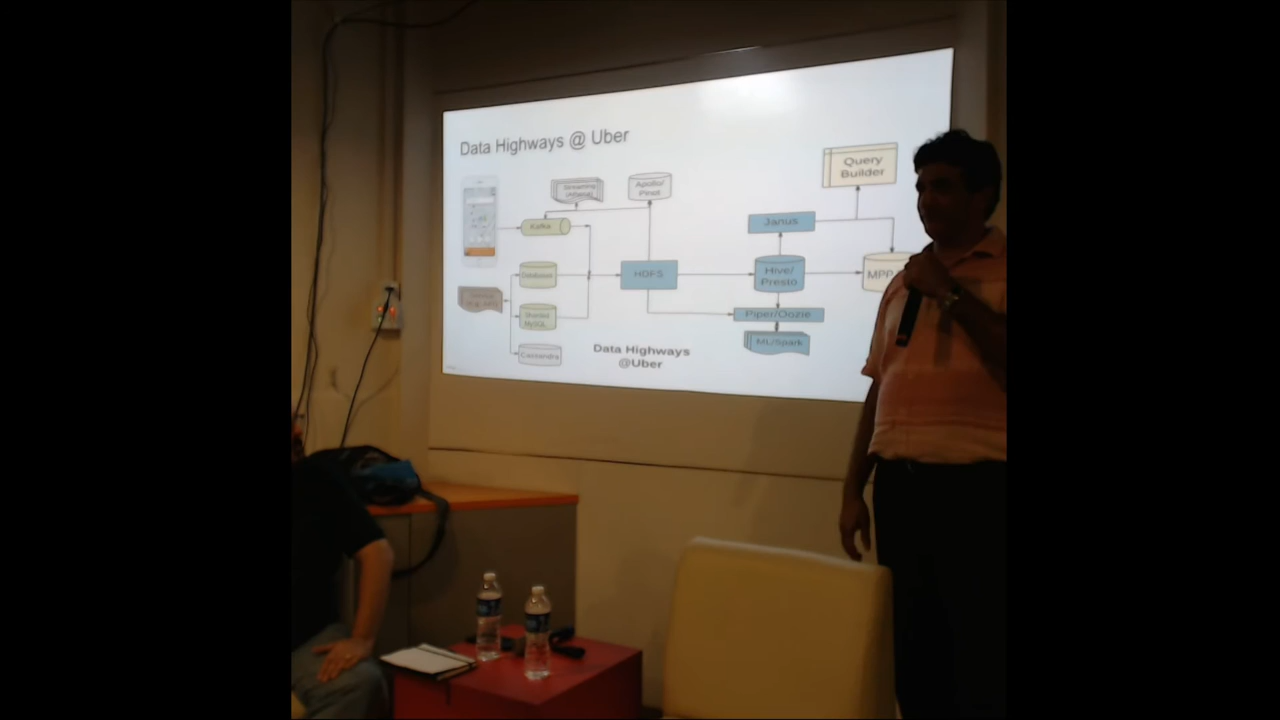 Data Highways @ Uber
Streaming
Apollo/
Pinot
Query
Builder
Kafka
Janus
Databases
HDFS
Hive/
Presto
MPP
Sharded
MySQL
Piper/Oozie
ML/Spark
Cassandra
Data Highways
@Uber